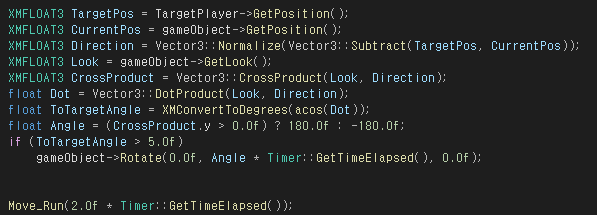 XMFLOAT3 TargetPos = TargetPlayer->GetPosition();
XMFLOAT3 CurrentPos = gameObject->GetPosition();
XMFLOAT3 Direction = Vector3::Normalize(Vector3::Subtract(TargetPos, CurrentPos));
XMFLOAT3 Look = gameObject->GetLook();
XMFLOAT3 CrossProduct = Vector3::CrossProduct(Look, Direction);
float Dot = Vector3::DotProduct(Look, Direction);
float ToTargetAngle = XMConvertToDegrees(acos(Dot));
float Angle = (CrossProduct.y > 0.0f) ? 180.0f : -180.0f;
if (ToTargetAngle > 5.0f)
    gameObject->Rotate(0.0f, Angle * Timer::GetTimeElapsed(), 0.0f);
Move_Run(2.0f * Timer::GetTimeElapsed());